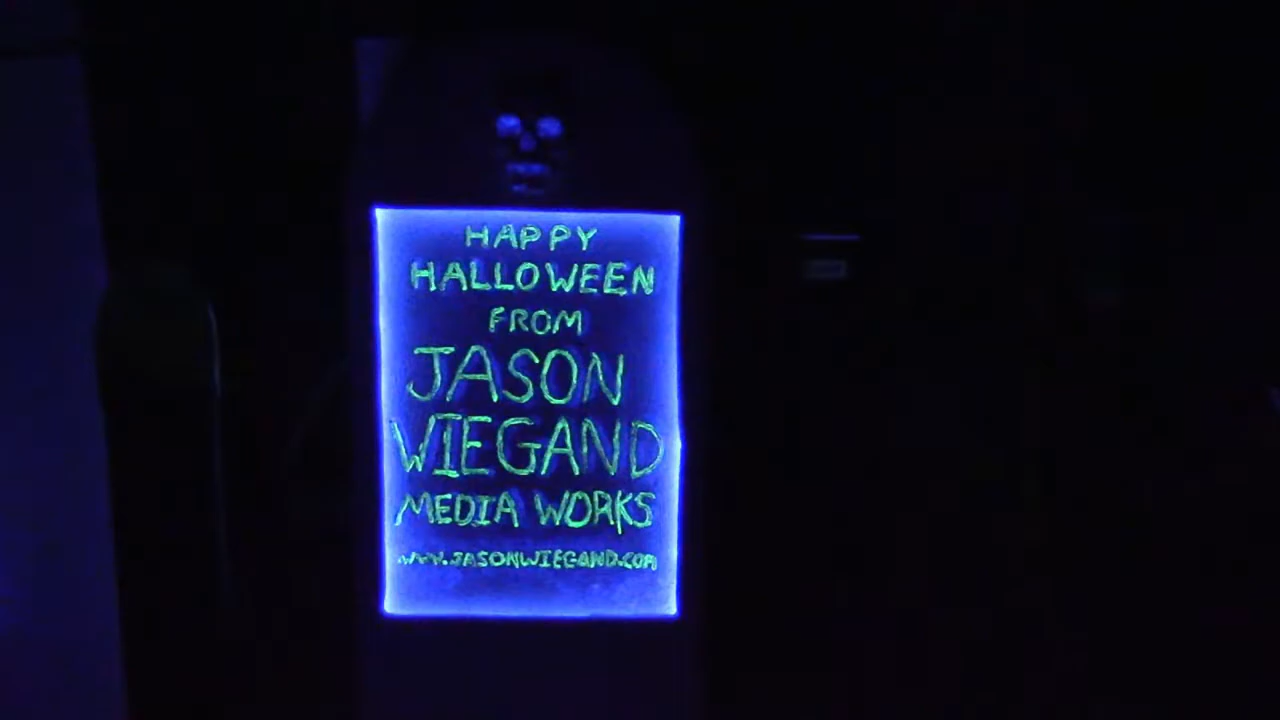 HAPPY
HALLOWEEN
FROM
JASON
WIEGAND
MEDIA WORKS
www.JASONWIEGAND.COM